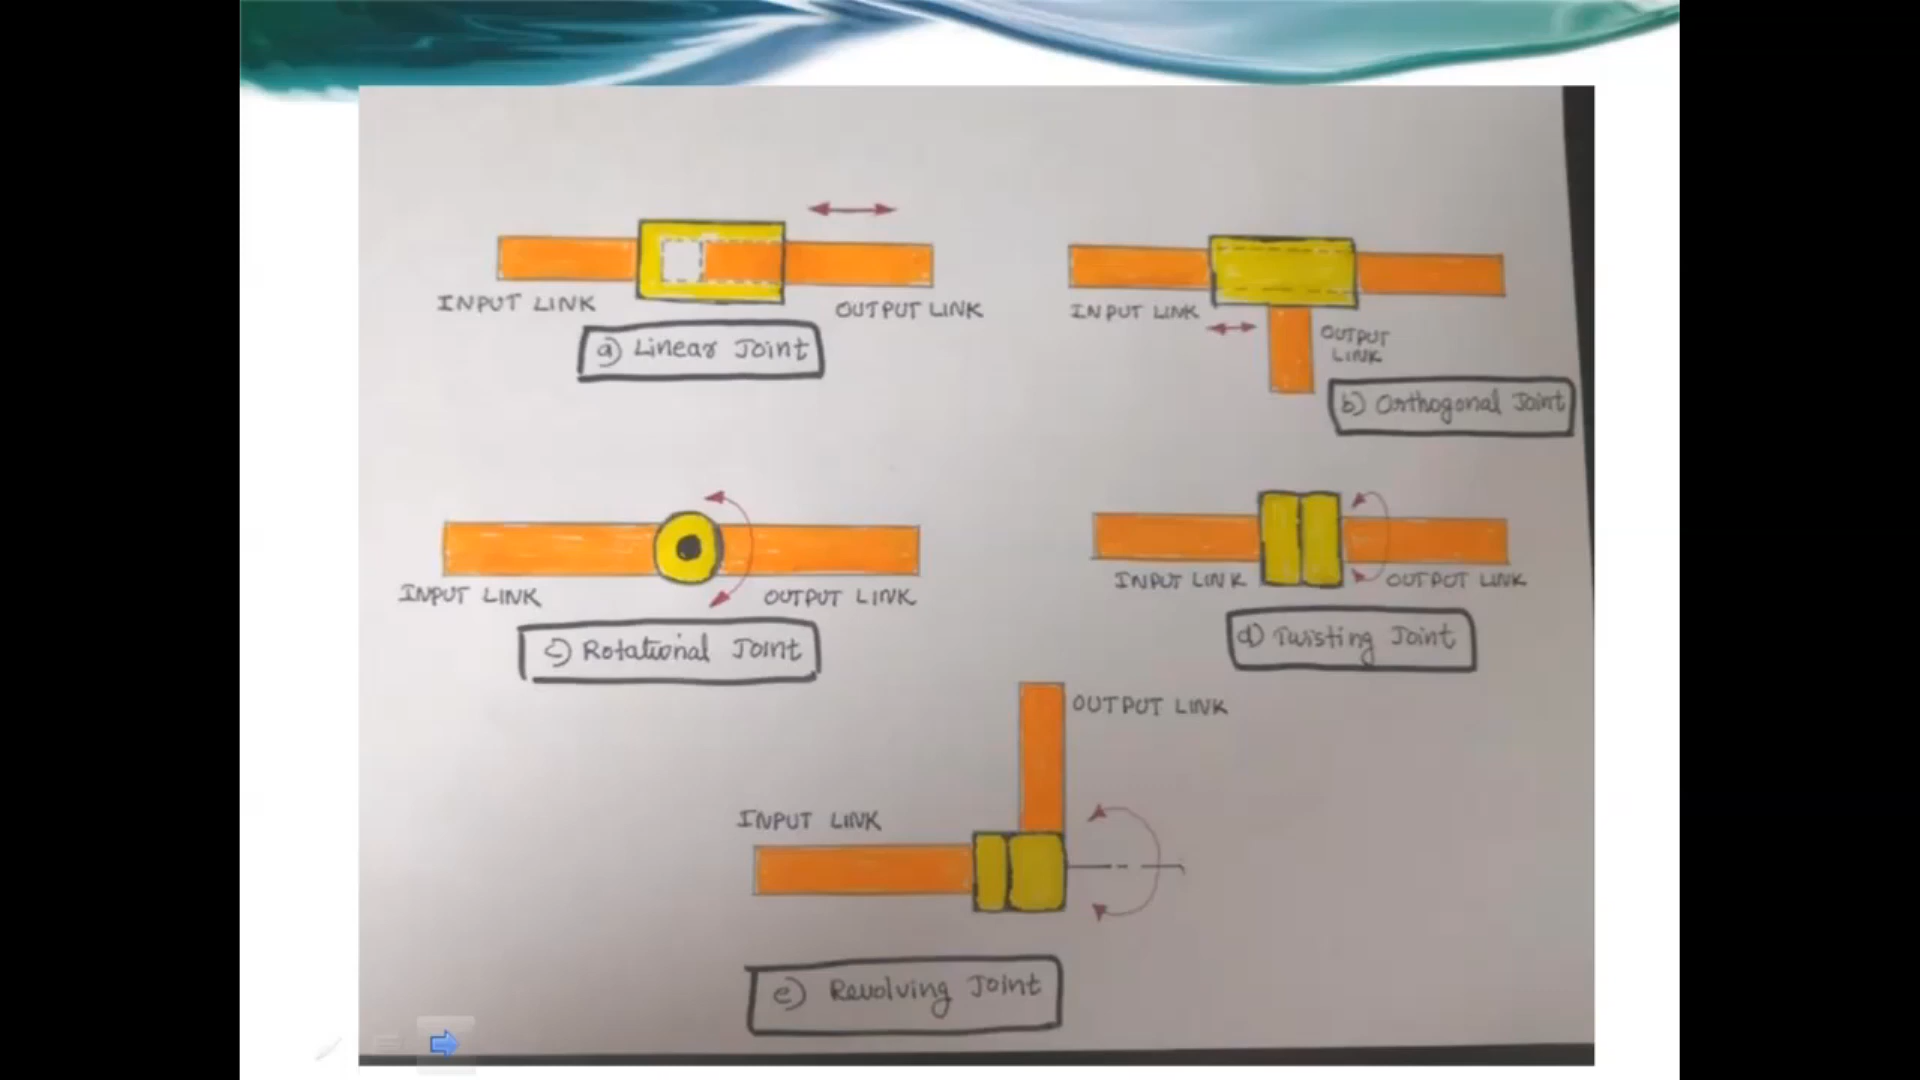 INPUT LINK
OUTPUT LINK
a) Linear Joint
INPUT LINK
OUTPUT
LINK
b) Orthogonal Joint
INPUT LINK
OUTPUT LINK
c) Rotational Joint
INPUT LINK
OUTPUT LINK
d) Twisting Joint
OUTPUT LINK
INPUT LINK
e) Revolving Joint